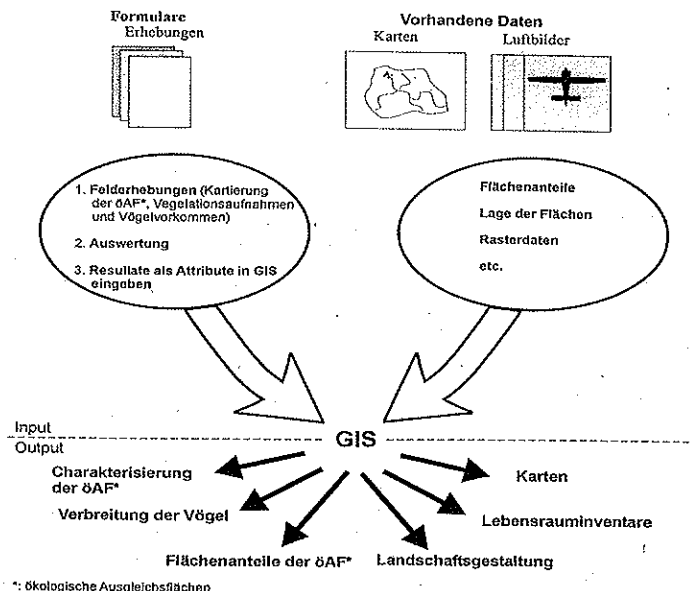 Formulare
Erhebungen
Vorhandene Daten
Karten
Luftbilder
1. Felderhebungen (Kartierung
der öAF*, Vegelationsaufnahmen
und Vögelvorkommen)
2. Auswertung
3. Resultate als Attribute in GIS
eingeben
Flächenanteile
Lage der Flächen
Rasterdaten
etc.
Input
GIS
Output
Charakterisierung
der öAF*
Karten
Verbreitung der Vögel
Lebensrauminventare
Flächenanteile der öAF*
Landschaftsgestaltung
*: ökologische Ausgleichsflächen